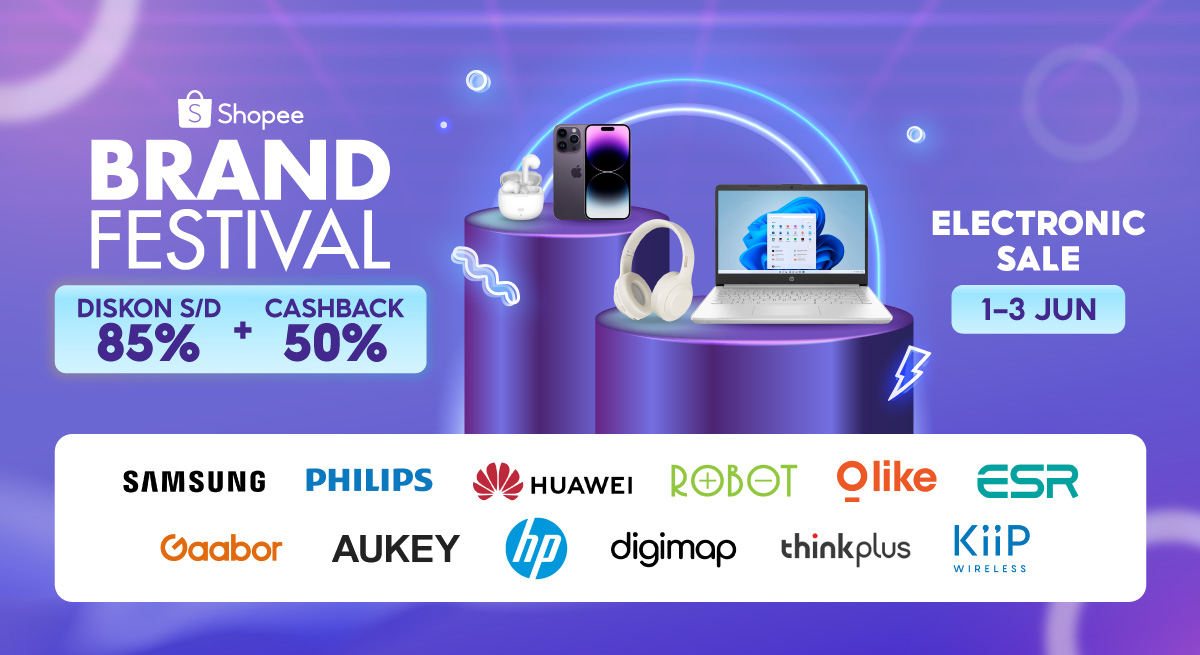 Shopee
BRAND
FESTIVAL
DISKON S/D
85%
+
CASHBACK
50%
ELECTRONIC
SALE
1–3 JUN
SAMSUNG
PHILIPS
HUAWEI
ROBOT
Olike
ESR
Gaabor
AUKEY
hp
digimap
thinkplus
KiiP
WIRELESS